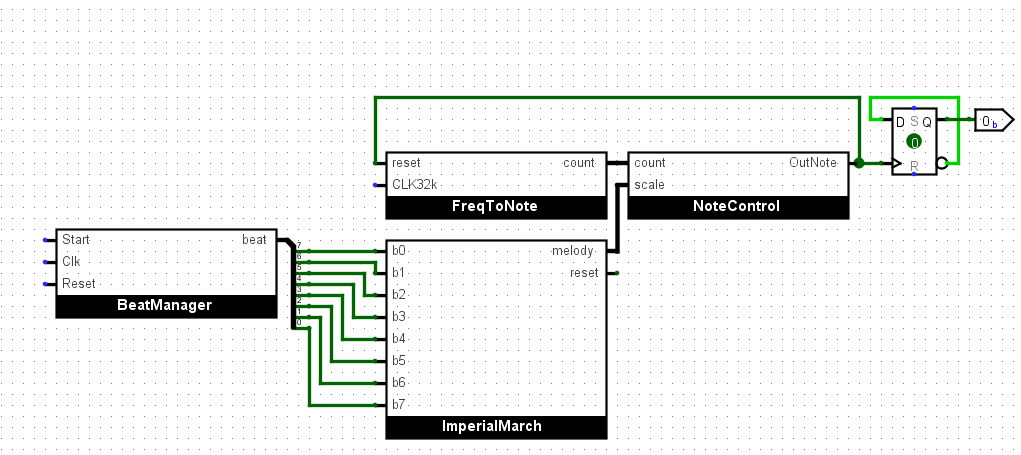 reset count
CLK32k
FreqToNote
count OutNote
scale
NoteControl
D S Q
0
R
0 b
Start beat
Clk
Reset
BeatManager
7
6
5
4
3
2
1
0
b0 melody
b1 reset
b2
b3
b4
b5
b6
b7
ImperialMarch